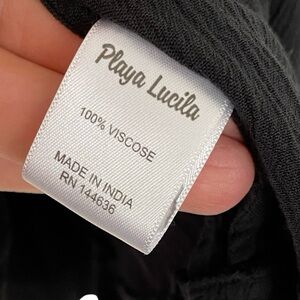 Playa Lucila
100% VISCOSE
MADE IN INDIA
RN 144636